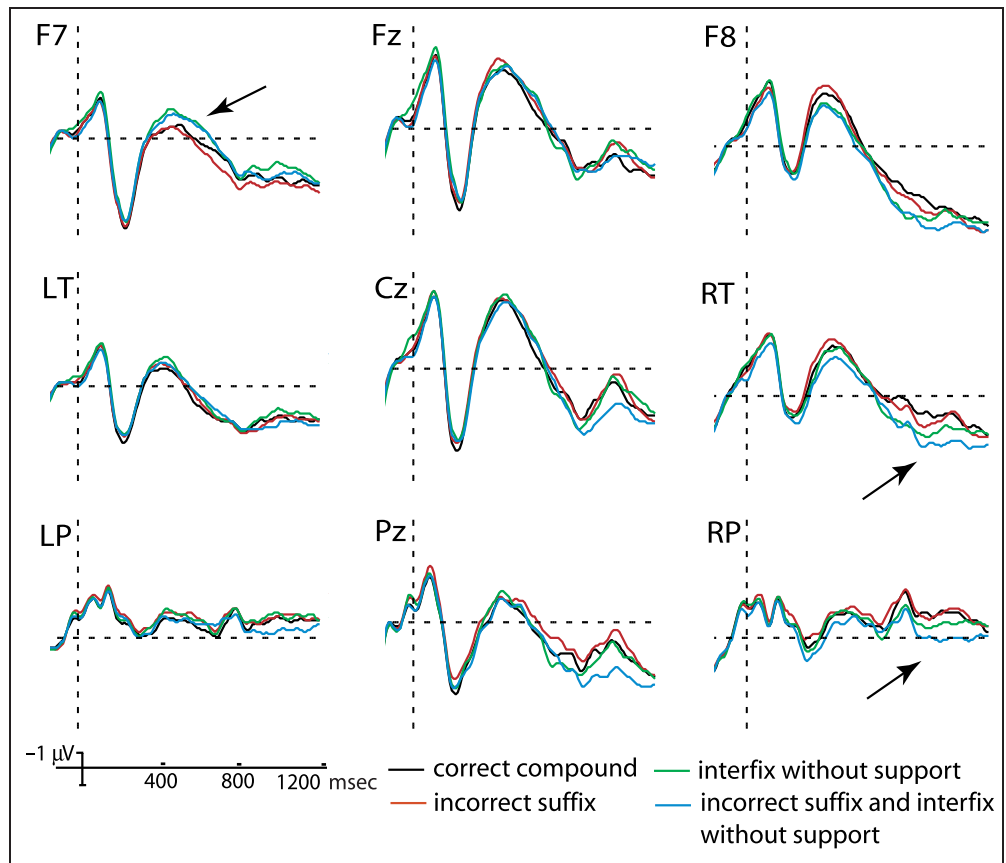 F7 Fz F8
LT Cz RT
LP Pz RP
−1 μV
400 800 1200 msec
correct compound
incorrect suffix
interfix without support
incorrect suffix and interfix
without support